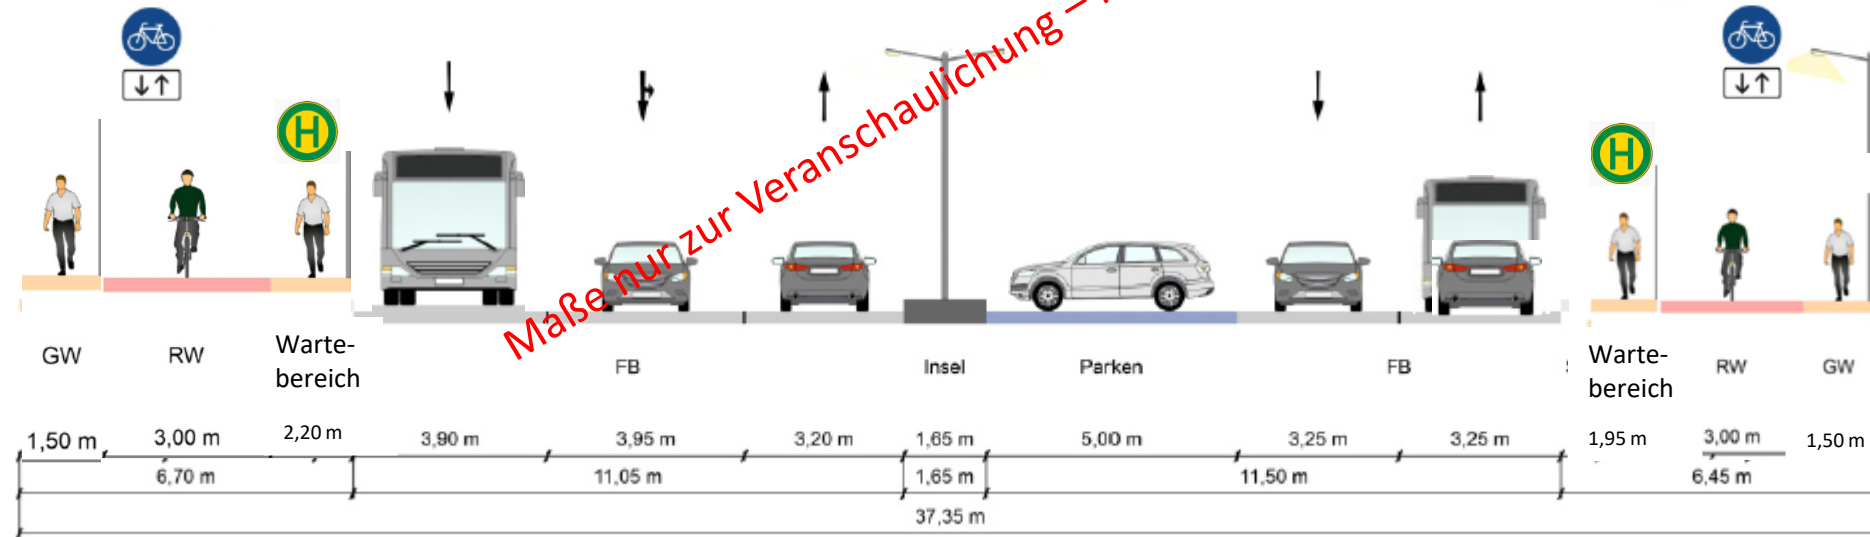 H
H
Maße nur zur Veranschaulichung –
GW
RW
Warte-
bereich
FB
Insel
Parken
FB
Warte-
bereich
RW
GW
1,50 m
3,00 m
2,20 m
3,90 m
3,95 m
3,20 m
1,65 m
5,00 m
3,25 m
3,25 m
1,95 m
3,00 m
1,50 m
6,70 m
11,05 m
1,65 m
11,50 m
6,45 m
37,35 m